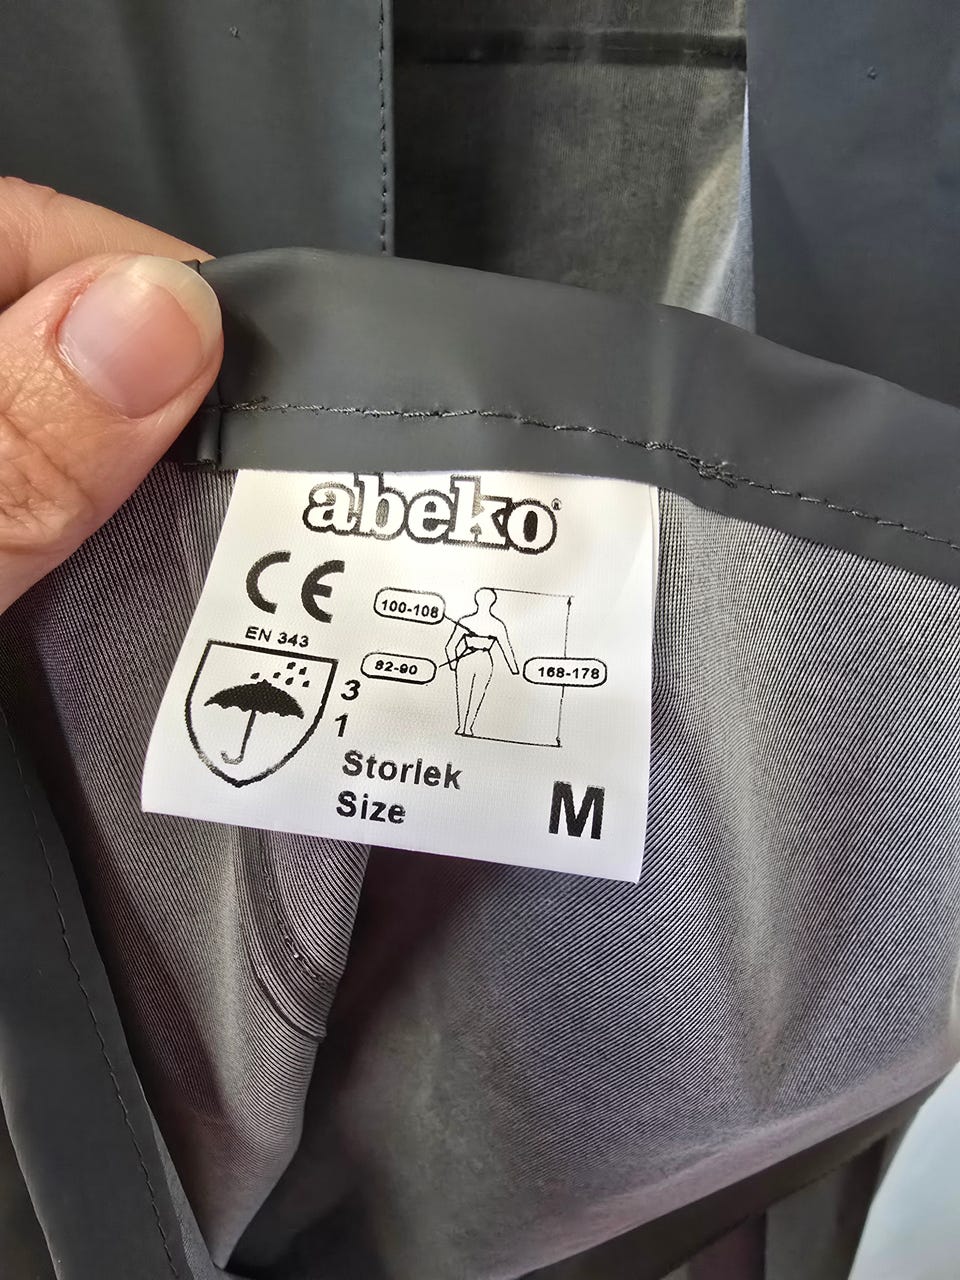 abeko®
CE
EN 343
3
1
100-108
82-90
168-178
Storlek
Size
M